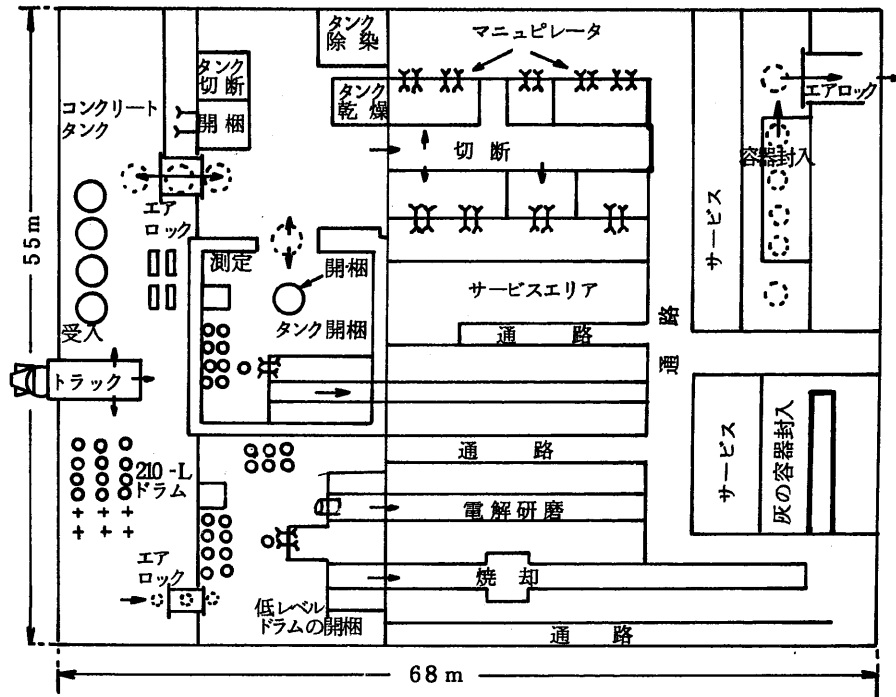 タンク
除染
マニュピレータ
タンク
切断
開梱
タンク
乾燥
コンクリート
タンク
エアロック
切断
容器封入
エア
ロック
測定
開梱
サービス
55m
サービスエリア
タンク開梱
受入
通路
通路
トラック
通路
サービス
灰の容器封入
210-L
ドラム
電解研磨
エア
ロック
焼却
低レベル
ドラムの開梱
通路
68m